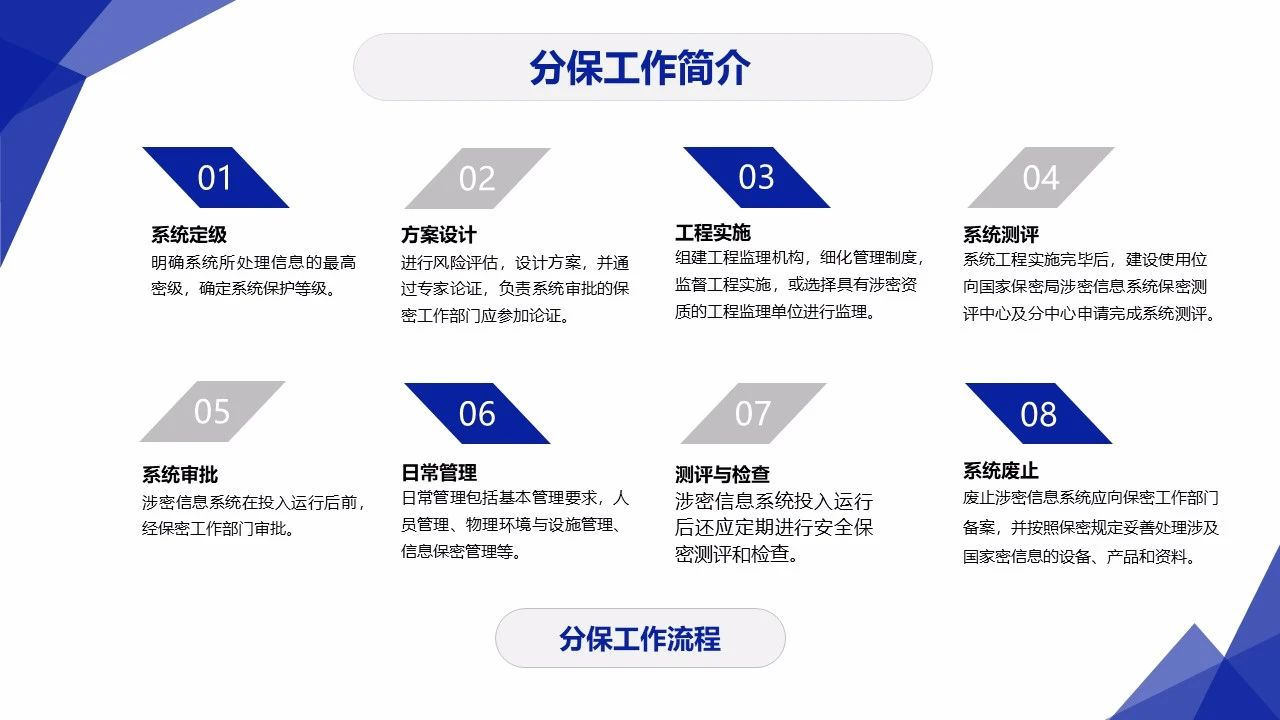 分保工作简介
01
系统定级
明确系统所处理信息的最高
密级，确定系统保护等级。
02
方案设计
进行风险评估，设计方案，并通
过专家论证，负责系统审批的保
密工作部门应参加论证。
03
工程实施
组建工程监理机构，细化管理制度，
监督工程实施，或选择具有涉密资
质的工程监理单位进行监理。
04
系统测评
系统工程实施完毕后，建设使用位
向国家保密局涉密信息系统保密测
评中心及分中心申请完成系统测评。
05
系统审批
涉密信息系统在投入运行后前，
经保密工作部门审批。
06
日常管理
日常管理包括基本管理要求，人
员管理、物理环境与设施管理、
信息保密管理等。
07
测评与检查
涉密信息系统投入运行
后还应定期进行安全保
密测评和检查。
08
系统废止
废止涉密信息系统应向保密工作部门
备案，并按照保密规定妥善处理涉及
国家密信息的设备、产品和资料。
分保工作流程